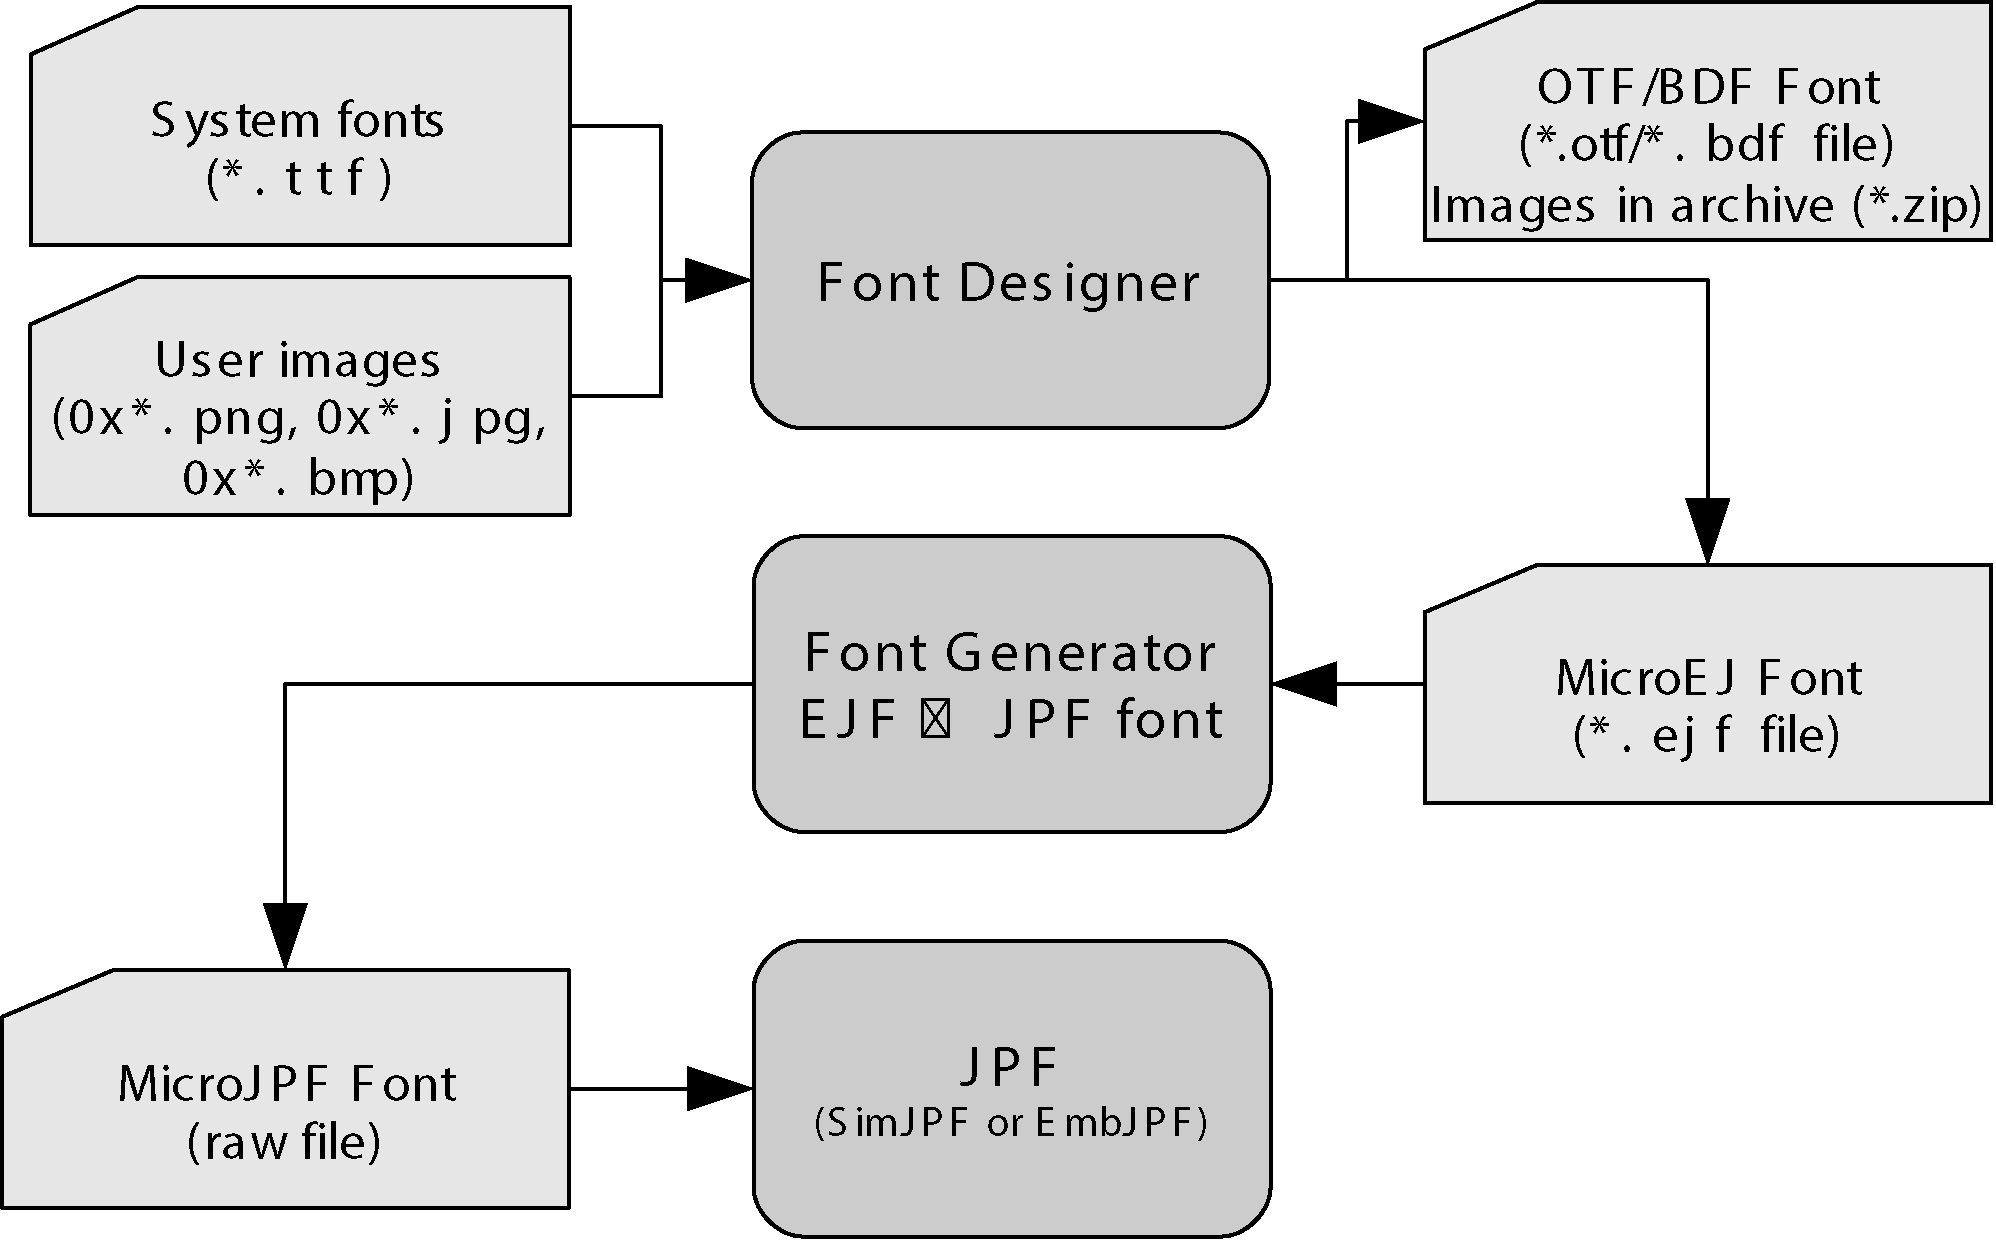 System fonts
(*.ttf)
User images
(0x*.png, 0x*.jpg,
0x*.bmp)
Font Designer
OTF/BDF Font
(*.otf/*.bdf file)
Images in archive (*.zip)
MicroEJ Font
(*.ejf file)
Font Generator
EJF ☒ JPF font
MicroJPF Font
(raw file)
JPF
(SimJPF or EmbJPF)